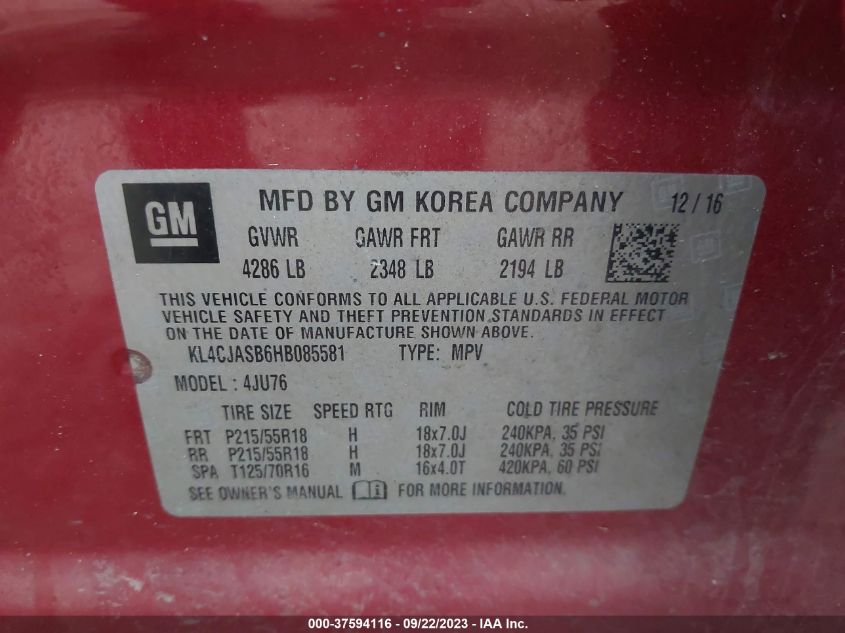 GM
MFD BY GM KOREA COMPANY 12/16
GVWR GAWR FRT GAWR RR
4286 LB 2348 LB 2194 LB
THIS VEHICLE CONFORMS TO ALL APPLICABLE U.S. FEDERAL MOTOR
VEHICLE SAFETY AND THEFT PREVENTION STANDARDS IN EFFECT
ON THE DATE OF MANUFACTURE SHOWN ABOVE.
KL4CJASB6HB085581 TYPE: MPV
MODEL: 4JU76
TIRE SIZE SPEED RTG RIM COLD TIRE PRESSURE
FRT P215/55R18 H 18x7.0J 240KPA, 35 PSI
RR P215/55R18 H 18x7.0J 240KPA, 35 PSI
SPA T125/70R16 M 16x4.0T 420KPA, 60 PSI
SEE OWNER'S MANUAL FOR MORE INFORMATION.
000-37594116 - 09/22/2023 - IAA Inc.